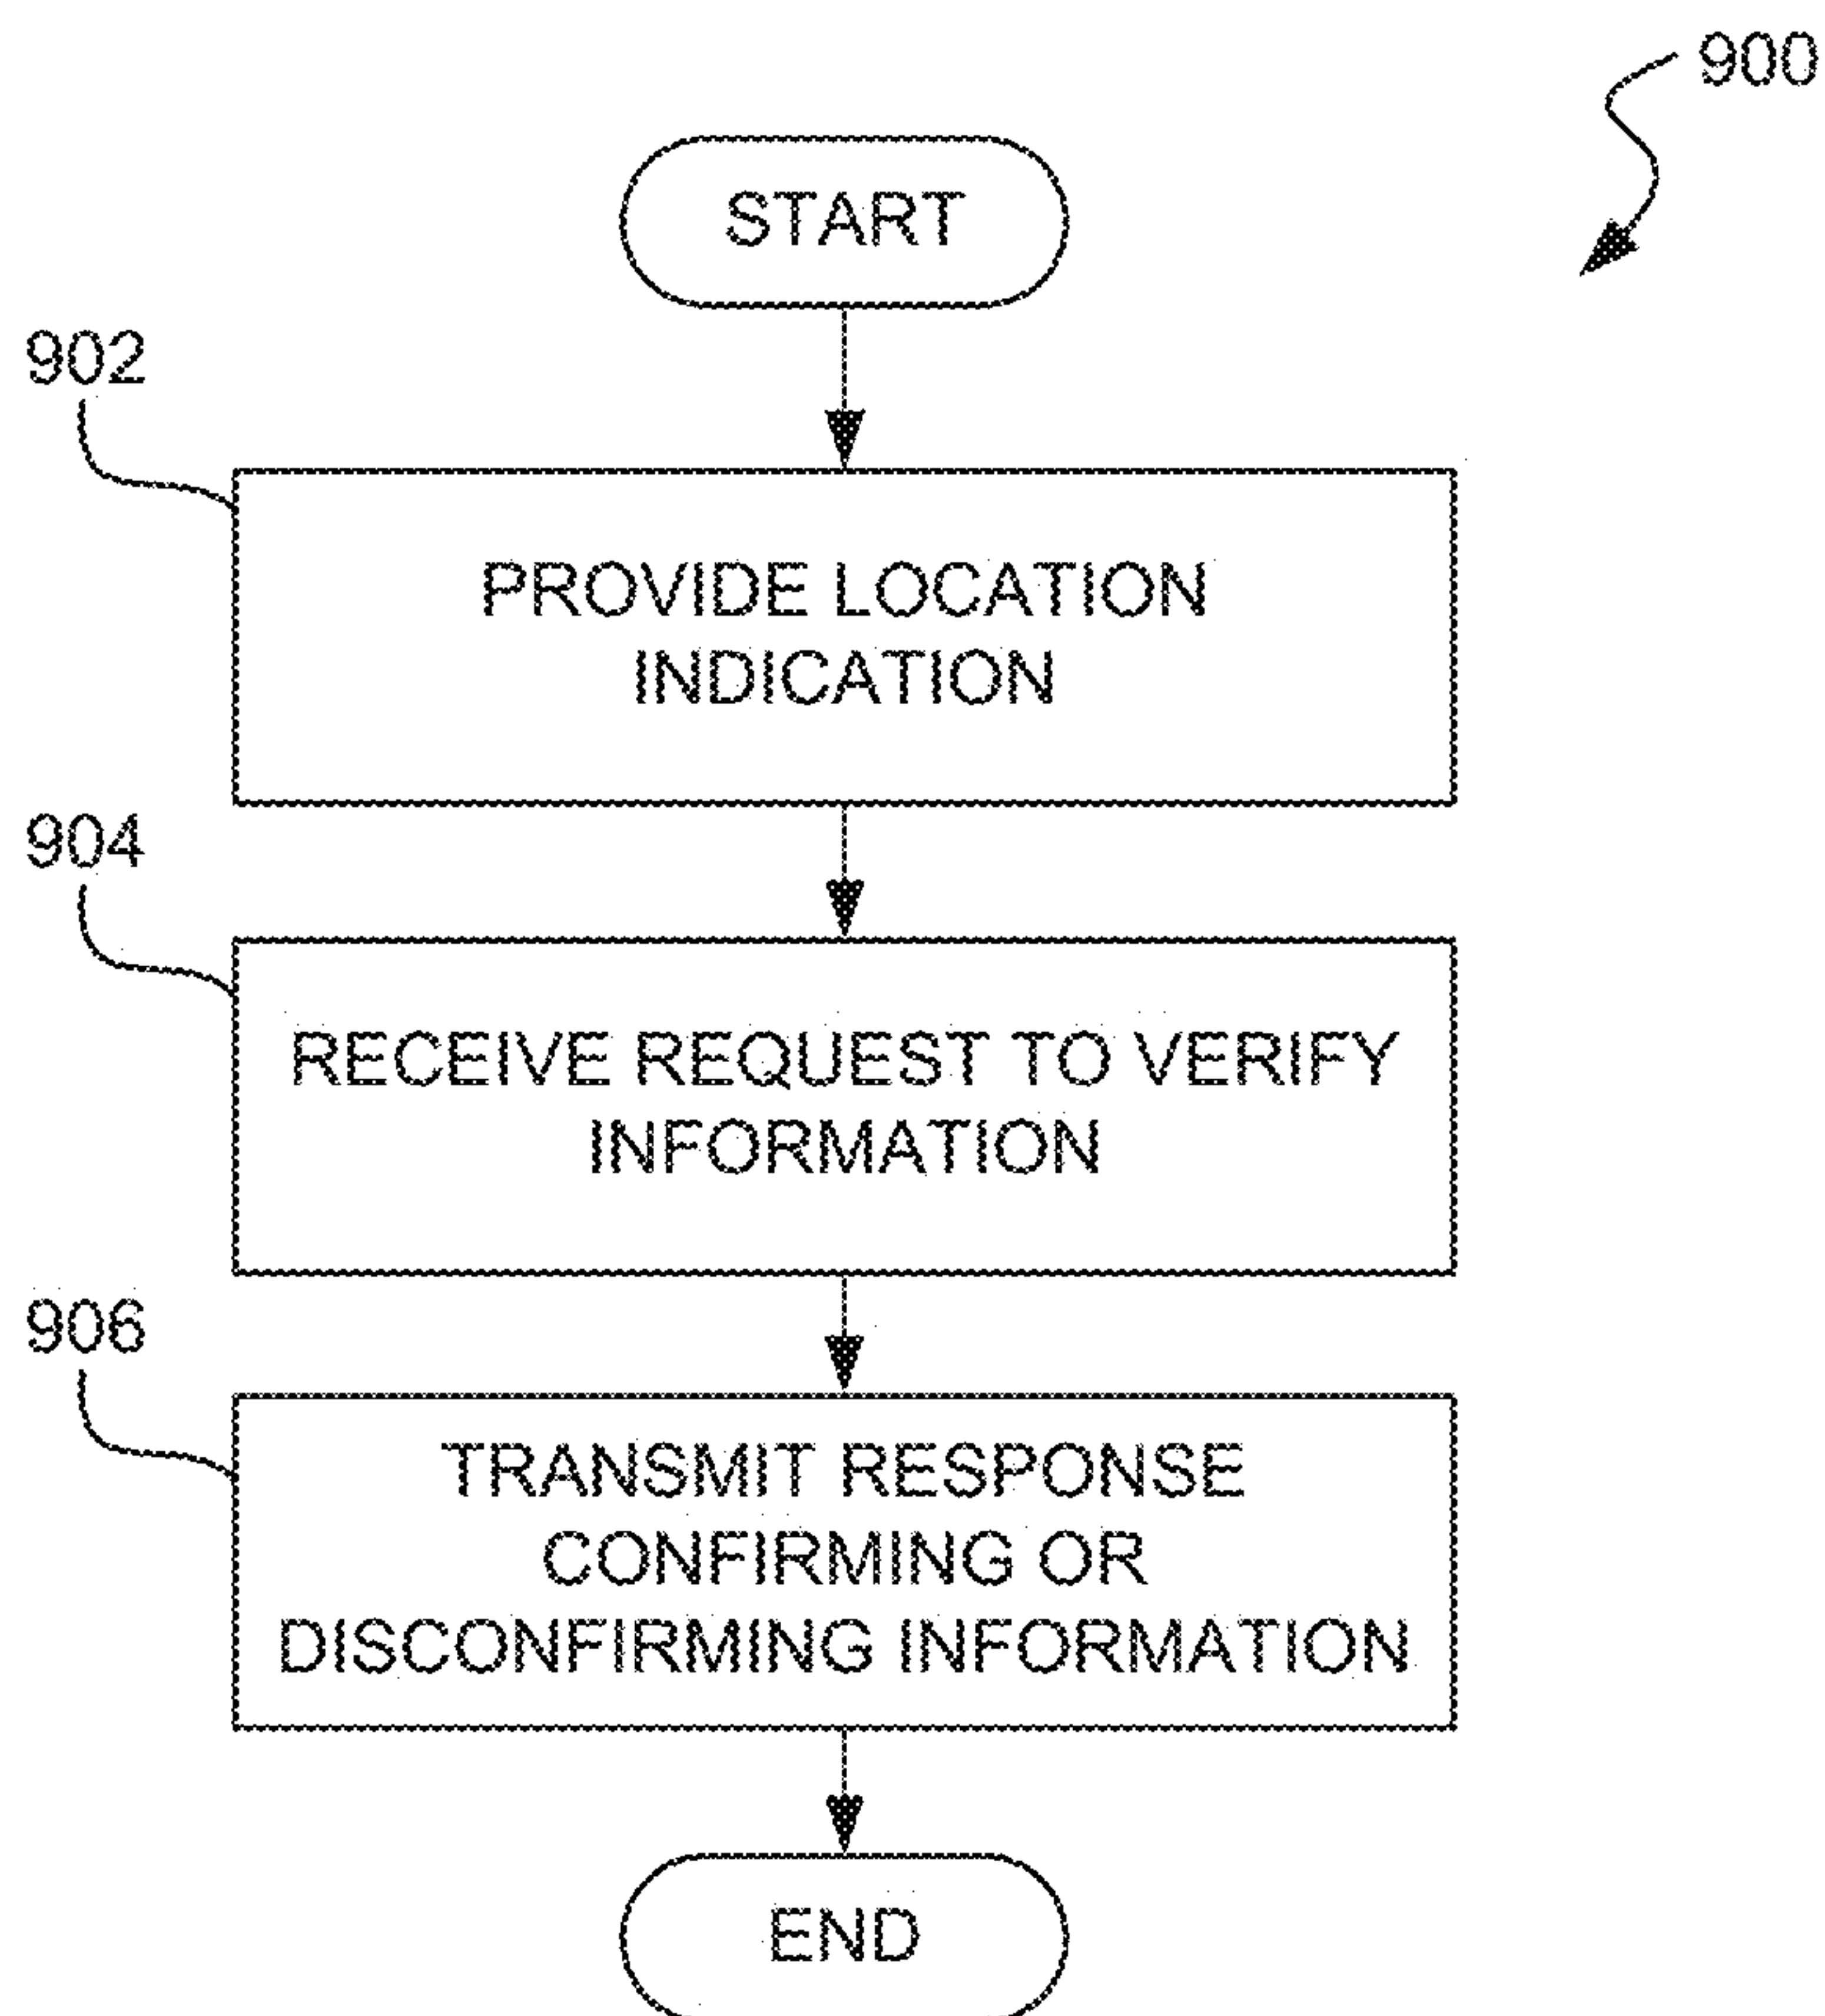 900
START
902
PROVIDE LOCATION
INDICATION
904
RECEIVE REQUEST TO VERIFY
INFORMATION
906
TRANSMIT RESPONSE
CONFIRMING OR
DISCONFIRMING INFORMATION
END